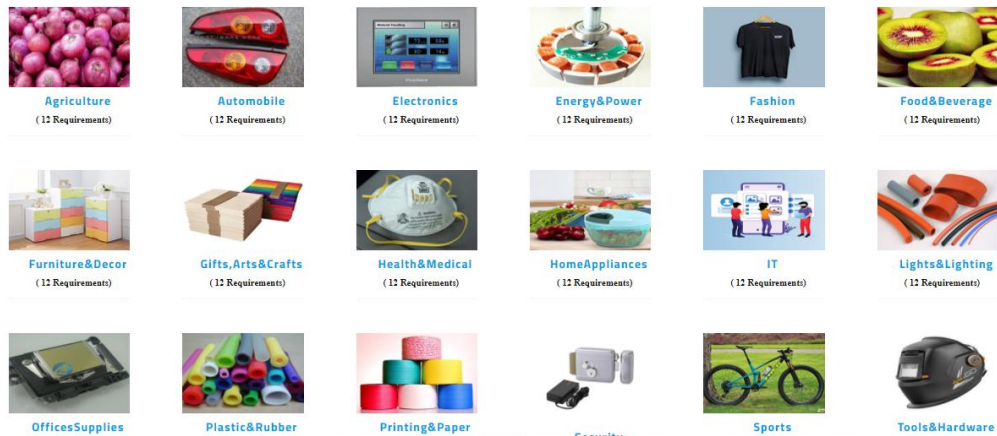 Agriculture
( 12 Requirements)
Automobile
( 12 Requirements)
Electronics
( 12 Requirements)
Energy&Power
( 12 Requirements)
Fashion
( 12 Requirements)
Food&Beverage
( 12 Requirements)
Furniture&Decor
( 12 Requirements)
Gifts,Arts&Crafts
( 12 Requirements)
Health&Medical
( 12 Requirements)
HomeAppliances
( 12 Requirements)
IT
( 12 Requirements)
Lights&Lighting
( 12 Requirements)
OfficesSupplies
Plastic&Rubber
Printing&Paper
Security
Sports
Tools&Hardware